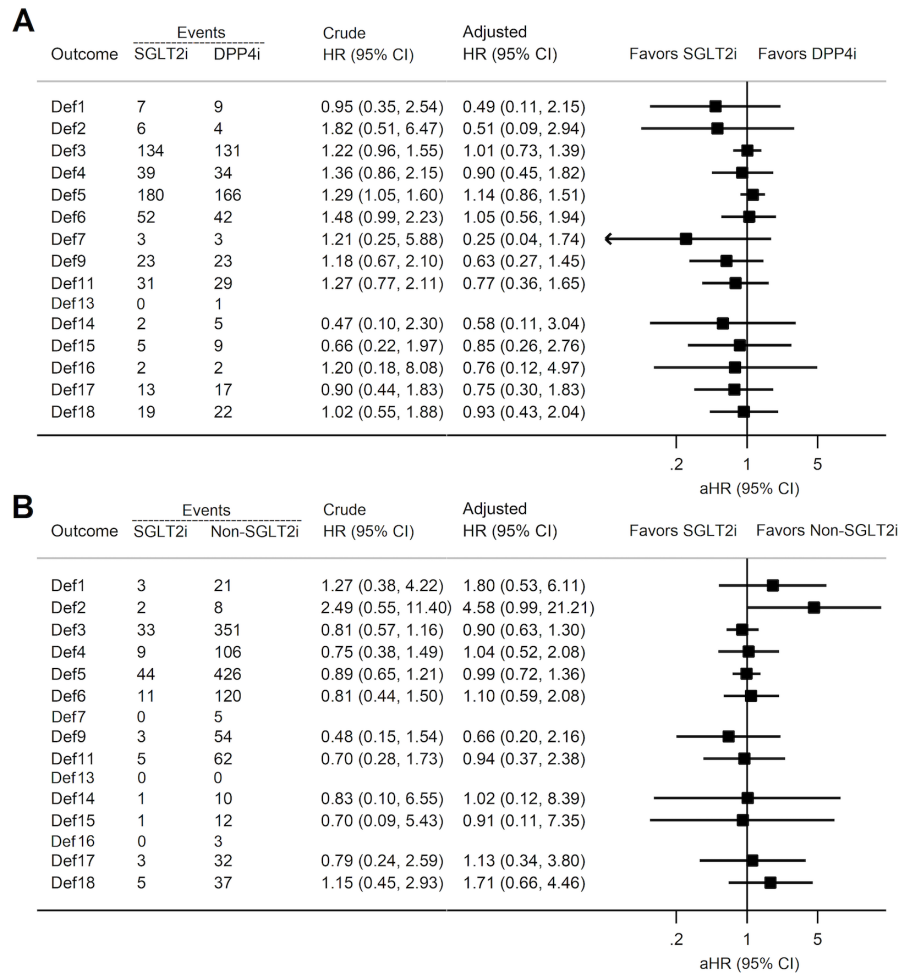 A
Events Crude Adjusted
Outcome SGLT2i DPP4i HR (95% CI) HR (95% CI) Favors SGLT2i Favors DPP4i
Def1 7 9 0.95 (0.35, 2.54) 0.49 (0.11, 2.15)
Def2 6 4 1.82 (0.51, 6.47) 0.51 (0.09, 2.94)
Def3 134 131 1.22 (0.96, 1.55) 1.01 (0.73, 1.39)
Def4 39 34 1.36 (0.86, 2.15) 0.90 (0.45, 1.82)
Def5 180 166 1.29 (1.05, 1.60) 1.14 (0.86, 1.51)
Def6 52 42 1.48 (0.99, 2.23) 1.05 (0.56, 1.94)
Def7 3 3 1.21 (0.25, 5.88) 0.25 (0.04, 1.74)
Def9 23 23 1.18 (0.67, 2.10) 0.63 (0.27, 1.45)
Def11 31 29 1.27 (0.77, 2.11) 0.77 (0.36, 1.65)
Def13 0 1
Def14 2 5 0.47 (0.10, 2.30) 0.58 (0.11, 3.04)
Def15 5 9 0.66 (0.22, 1.97) 0.85 (0.26, 2.76)
Def16 2 2 1.20 (0.18, 8.08) 0.76 (0.12, 4.97)
Def17 13 17 0.90 (0.44, 1.83) 0.75 (0.30, 1.83)
Def18 19 22 1.02 (0.55, 1.88) 0.93 (0.43, 2.04)
.2 1 5
aHR (95% CI)
B
Events Crude Adjusted
Outcome SGLT2i Non-SGLT2i HR (95% CI) HR (95% CI) Favors SGLT2i Favors Non-SGLT2i
Def1 3 21 1.27 (0.38, 4.22) 1.80 (0.53, 6.11)
Def2 2 8 2.49 (0.55, 11.40) 4.58 (0.99, 21.21)
Def3 33 351 0.81 (0.57, 1.16) 0.90 (0.63, 1.30)
Def4 9 106 0.75 (0.38, 1.49) 1.04 (0.52, 2.08)
Def5 44 426 0.89 (0.65, 1.21) 0.99 (0.72, 1.36)
Def6 11 120 0.81 (0.44, 1.50) 1.10 (0.59, 2.08)
Def7 0 5
Def9 3 54 0.48 (0.15, 1.54) 0.66 (0.20, 2.16)
Def11 5 62 0.70 (0.28, 1.73) 0.94 (0.37, 2.38)
Def13 0 0
Def14 1 10 0.83 (0.10, 6.55) 1.02 (0.12, 8.39)
Def15 1 12 0.70 (0.09, 5.43) 0.91 (0.11, 7.35)
Def16 0 3
Def17 3 32 0.79 (0.24, 2.59) 1.13 (0.34, 3.80)
Def18 5 37 1.15 (0.45, 2.93) 1.71 (0.66, 4.46)
.2 1 5
aHR (95% CI)